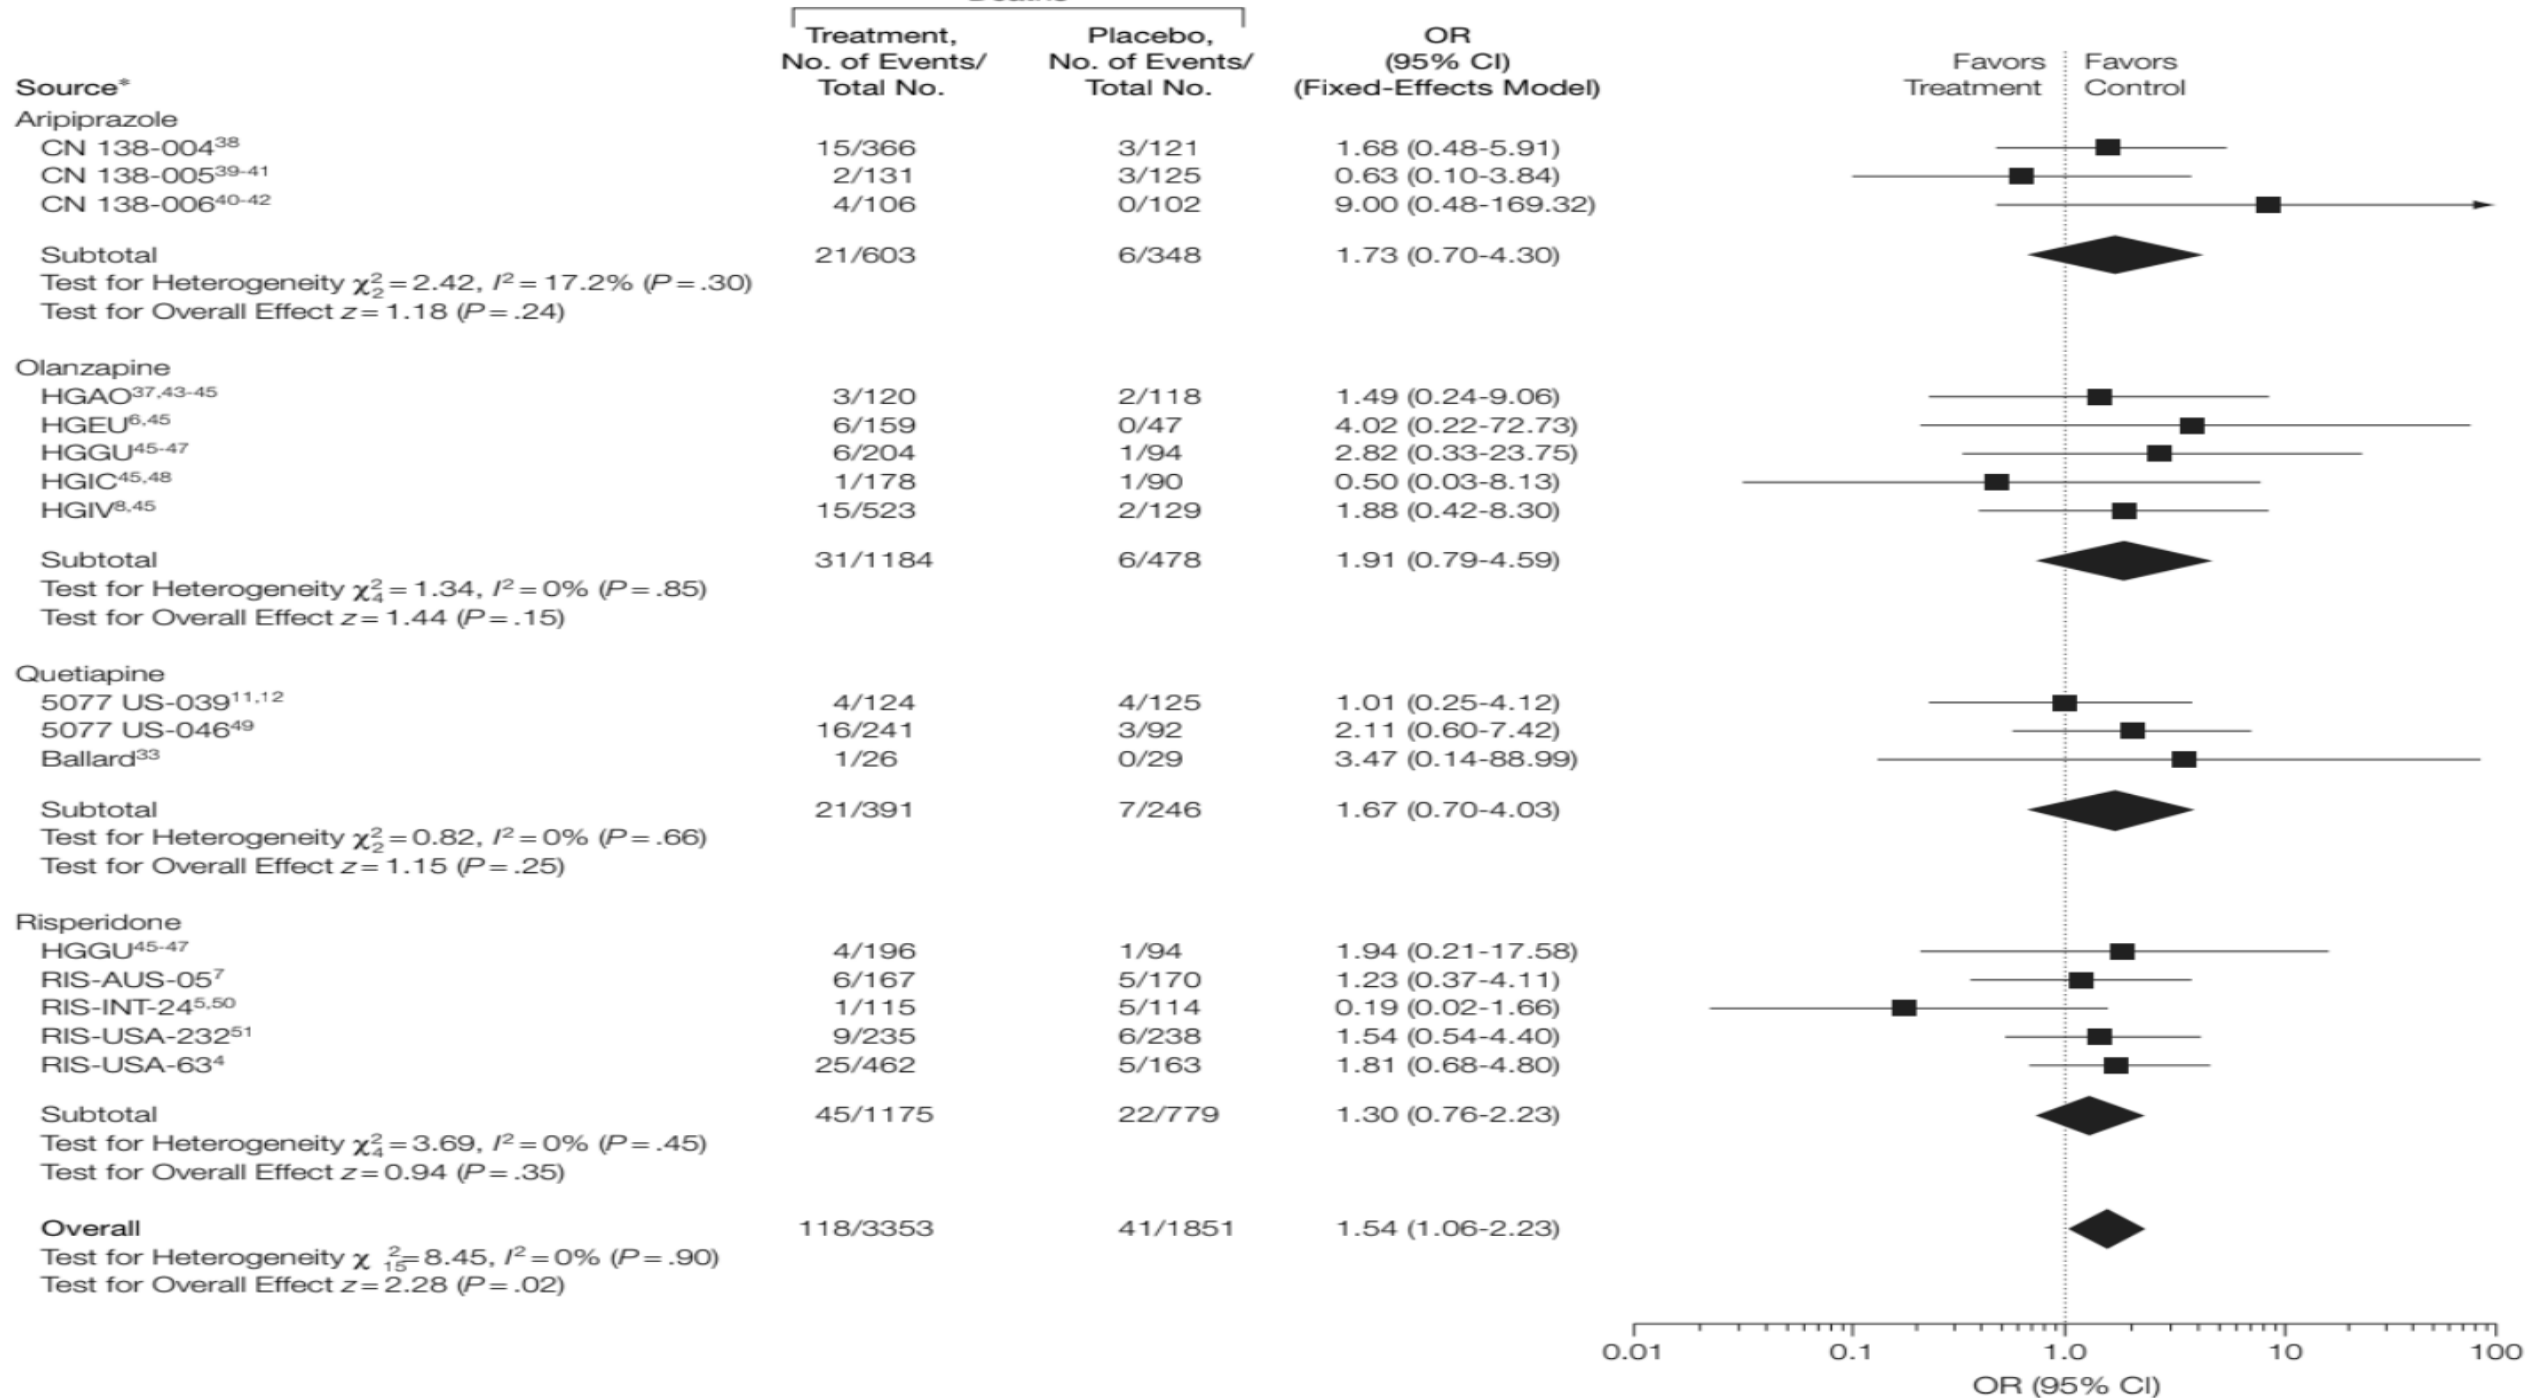 Treatment, No. of Events/ Total No.
Placebo, No. of Events/ Total No.
OR (95% CI) (Fixed-Effects Model)
Favors Treatment
Favors Control
Source*
Aripiprazole
CN 138-004³⁸ 15/366 3/121 1.68 (0.48-5.91)
CN 138-005³⁹⁻⁴¹ 2/131 3/125 0.63 (0.10-3.84)
CN 138-006⁴⁰⁻⁴² 4/106 0/102 9.00 (0.48-169.32)
Subtotal 21/603 6/348 1.73 (0.70-4.30)
Test for Heterogeneity χ²₂ = 2.42, I² = 17.2% (P = .30)
Test for Overall Effect z = 1.18 (P = .24)
Olanzapine
HGAO³⁷,⁴³⁻⁴⁵ 3/120 2/118 1.49 (0.24-9.06)
HGEU⁶,⁴⁵ 6/159 0/47 4.02 (0.22-72.73)
HGGU⁴⁵⁻⁴⁷ 6/204 1/94 2.82 (0.33-23.75)
HGIC⁴⁵,⁴⁸ 1/178 1/90 0.50 (0.03-8.13)
HGIV⁸,⁴⁵ 15/523 2/129 1.88 (0.42-8.30)
Subtotal 31/1184 6/478 1.91 (0.79-4.59)
Test for Heterogeneity χ²₄ = 1.34, I² = 0% (P = .85)
Test for Overall Effect z = 1.44 (P = .15)
Quetiapine
5077 US-039¹¹,¹² 4/124 4/125 1.01 (0.25-4.12)
5077 US-046⁴⁹ 16/241 3/92 2.11 (0.60-7.42)
Ballard³³ 1/26 0/29 3.47 (0.14-88.99)
Subtotal 21/391 7/246 1.67 (0.70-4.03)
Test for Heterogeneity χ²₂ = 0.82, I² = 0% (P = .66)
Test for Overall Effect z = 1.15 (P = .25)
Risperidone
HGGU⁴⁵⁻⁴⁷ 4/196 1/94 1.94 (0.21-17.58)
RIS-AUS-05⁷ 6/167 5/170 1.23 (0.37-4.11)
RIS-INT-24⁵,⁵⁰ 1/115 5/114 0.19 (0.02-1.66)
RIS-USA-232⁵¹ 9/235 6/238 1.54 (0.54-4.40)
RIS-USA-63⁴ 25/462 5/163 1.81 (0.68-4.80)
Subtotal 45/1175 22/779 1.30 (0.76-2.23)
Test for Heterogeneity χ²₄ = 3.69, I² = 0% (P = .45)
Test for Overall Effect z = 0.94 (P = .35)
Overall 118/3353 41/1851 1.54 (1.06-2.23)
Test for Heterogeneity χ²₁₅ = 8.45, I² = 0% (P = .90)
Test for Overall Effect z = 2.28 (P = .02)
0.01 0.1 1.0 10 100
OR (95% CI)